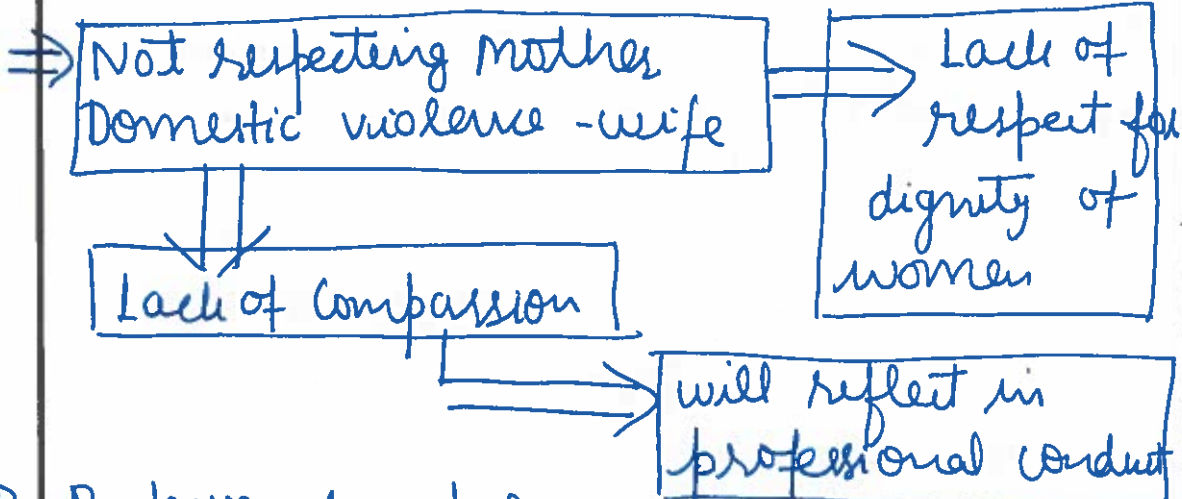 Not respecting Mother
Domestic violence - wife
Lack of
respect for
dignity of
women
Lack of Compassion
will reflect in
professional conduct